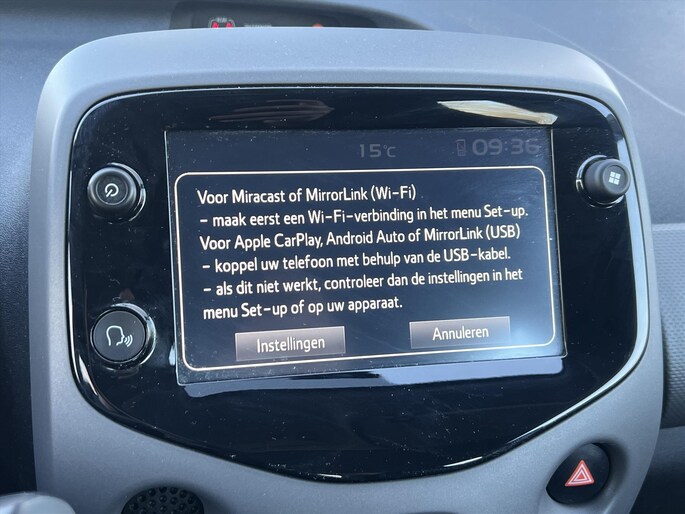 15°C 09:36
Voor Miracast of MirrorLink (Wi-Fi)
- maak eerst een Wi-Fi-verbinding in het menu Set-up.
Voor Apple CarPlay, Android Auto of MirrorLink (USB)
- koppel uw telefoon met behulp van de USB-kabel.
- als dit niet werkt, controleer dan de instellingen in het
menu Set-up of op uw apparaat.
Instellingen Annuleren